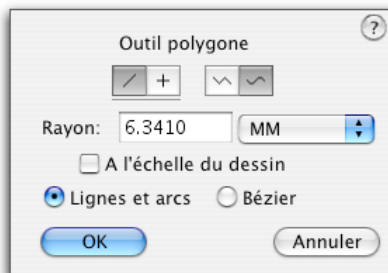 ?
Outil polygone
Rayon: 6.3410 MM
A l'échelle du dessin
Lignes et arcs Bézier
OK Annuler